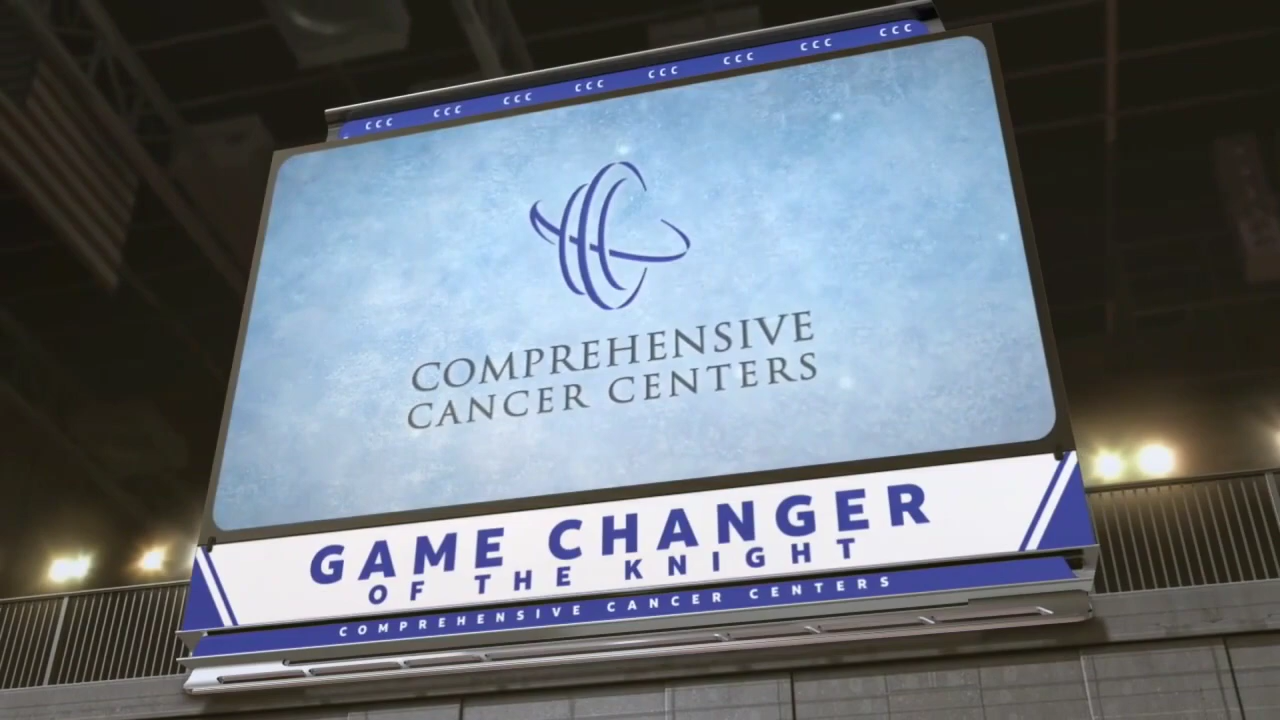 CCC CCC CCC CCC CCC CCC CCC CCC
COMPREHENSIVE
CANCER CENTERS
GAME CHANGER
OF THE KNIGHT
COMPREHENSIVE CANCER CENTERS